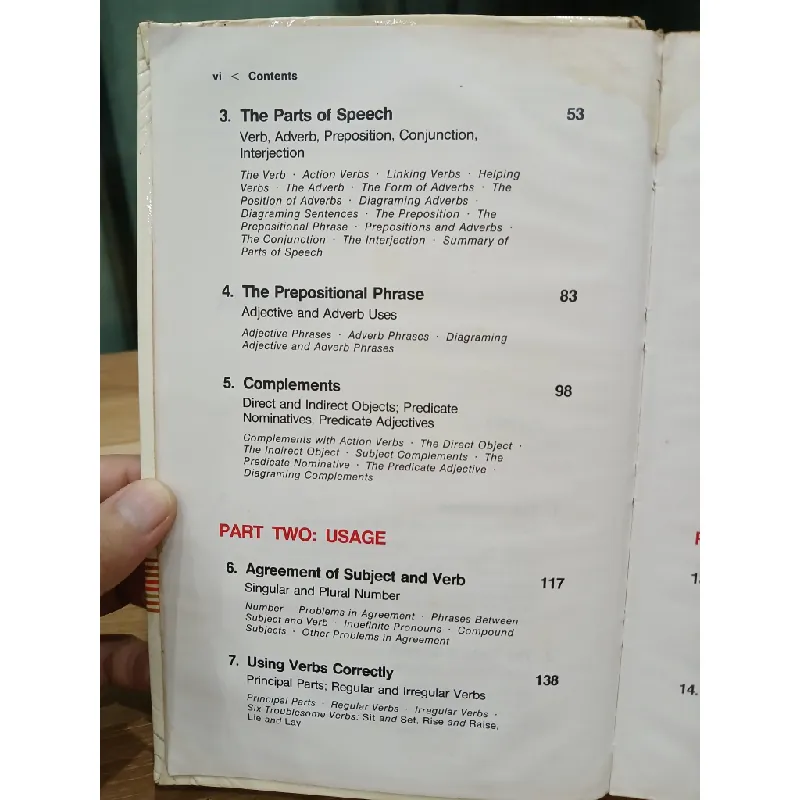 vi < Contents
3. The Parts of Speech 53
Verb, Adverb, Preposition, Conjunction,
Interjection
The Verb · Action Verbs · Linking Verbs · Helping
Verbs · The Adverb · The Form of Adverbs · The
Position of Adverbs · Diagraming Adverbs ·
Diagraming Sentences · The Preposition · The
Prepositional Phrase · Prepositions and Adverbs ·
The Conjunction · The Interjection · Summary of
Parts of Speech
4. The Prepositional Phrase 83
Adjective and Adverb Uses
Adjective Phrases · Adverb Phrases · Diagraming
Adjective and Adverb Phrases
5. Complements 98
Direct and Indirect Objects; Predicate
Nominatives, Predicate Adjectives
Complements with Action Verbs · The Direct Object ·
The Indirect Object · Subject Complements · The
Predicate Nominative · The Predicate Adjective ·
Diagraming Complements
PART TWO: USAGE
6. Agreement of Subject and Verb 117
Singular and Plural Number
Number · Problems in Agreement · Phrases Between
Subject and Verb · Indefinite Pronouns · Compound
Subjects · Other Problems in Agreement
7. Using Verbs Correctly 138
Principal Parts; Regular and Irregular Verbs
Principal Parts · Regular Verbs · Irregular Verbs ·
Six Troublesome Verbs: Sit and Set, Rise and Raise,
Lie and Lay
14.